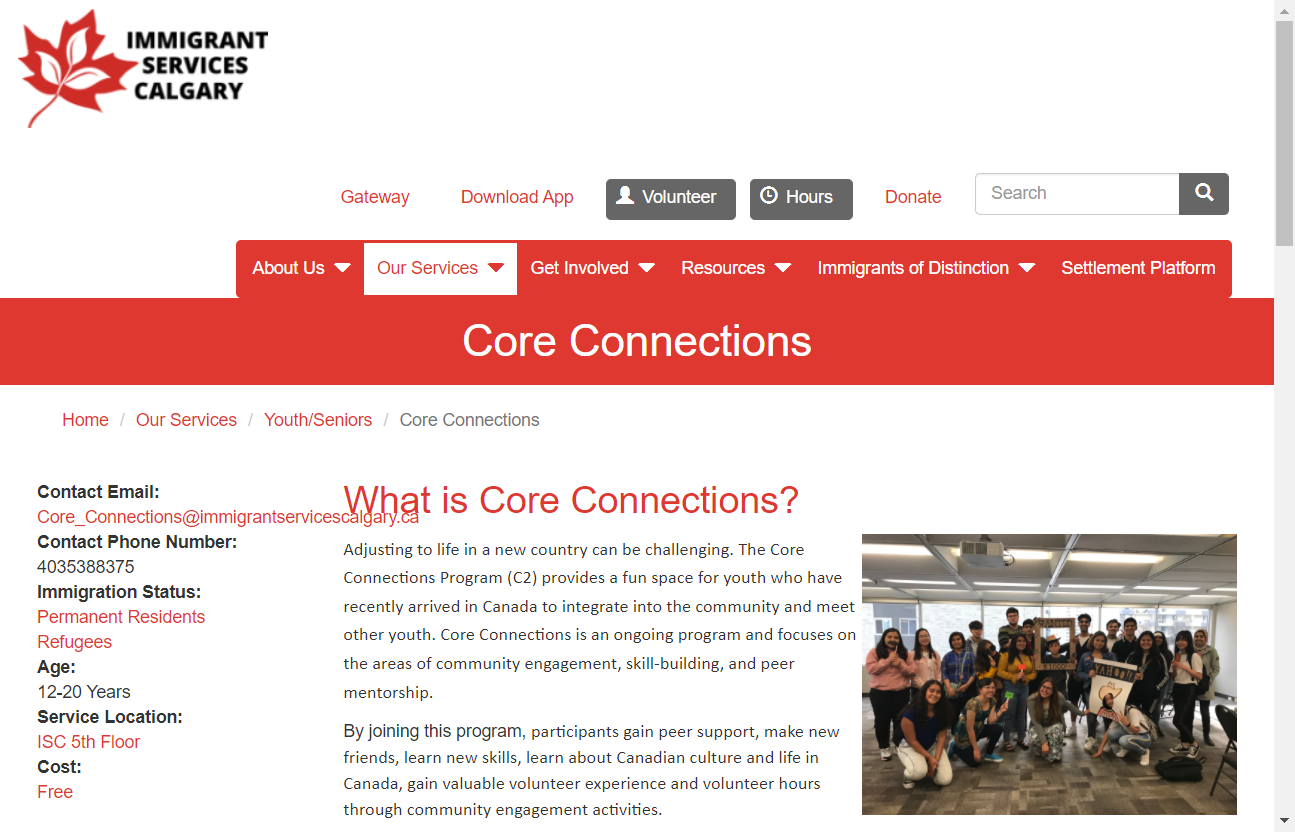 IMMIGRANT
SERVICES
CALGARY
Gateway
Download App
Volunteer
Hours
Donate
Search
About Us
Our Services
Get Involved
Resources
Immigrants of Distinction
Settlement Platform
Core Connections
Home / Our Services / Youth/Seniors / Core Connections
Contact Email:
Core_Connections@immigrantservicescalgary.ca
Contact Phone Number:
4035388375
Immigration Status:
Permanent Residents
Refugees
Age:
12-20 Years
Service Location:
ISC 5th Floor
Cost:
Free
What is Core Connections?
Adjusting to life in a new country can be challenging. The Core
Connections Program (C2) provides a fun space for youth who have
recently arrived in Canada to integrate into the community and meet
other youth. Core Connections is an ongoing program and focuses on
the areas of community engagement, skill-building, and peer
mentorship.
By joining this program, participants gain peer support, make new
friends, learn new skills, learn about Canadian culture and life in
Canada, gain valuable volunteer experience and volunteer hours
through community engagement activities.
YAHOO!!